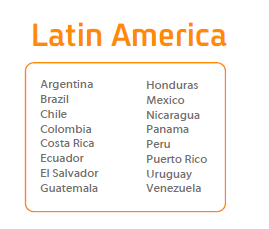 Latin America
Argentina
Brazil
Chile
Colombia
Costa Rica
Ecuador
El Salvador
Guatemala
Honduras
Mexico
Nicaragua
Panama
Peru
Puerto Rico
Uruguay
Venezuela